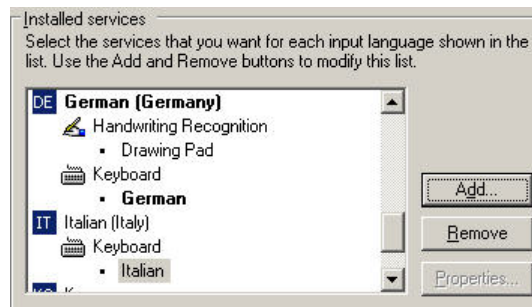 Installed services
Select the services that you want for each input language shown in the
list. Use the Add and Remove buttons to modify this list.
DE German (Germany)
Handwriting Recognition
Drawing Pad
Keyboard
German
IT Italian (Italy)
Keyboard
Italian
Add...
Remove
Properties...